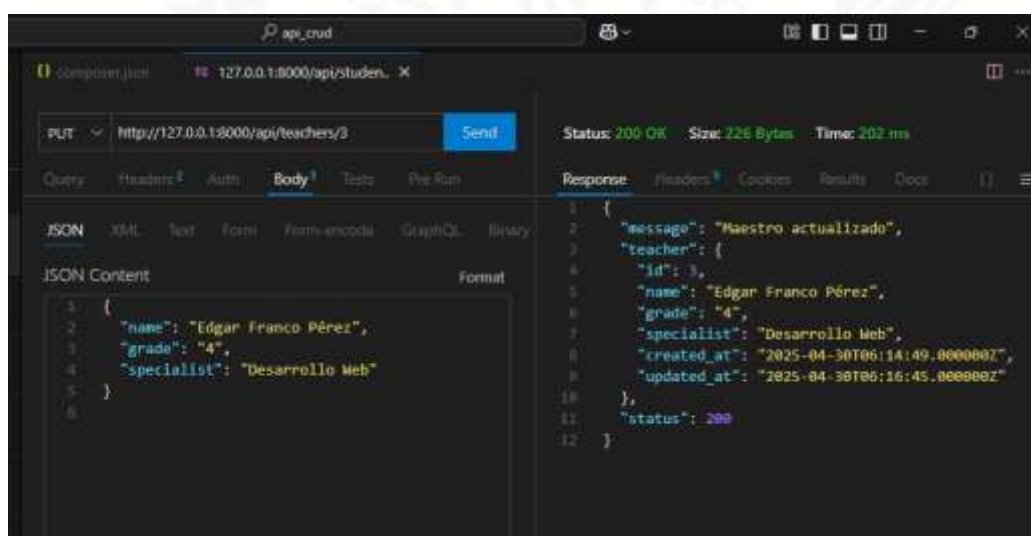 api_crud
composer.json
127.0.0.1:8000/api/studen..
PUT http://127.0.0.1:8000/api/teachers/3 Send
Query Headers 2 Auth Body 1 Tests Pre Run
JSON XML Text Form Form-encode GraphQL Binary
JSON Content Format
1 {
2 "name": "Edgar Franco Pérez",
3 "grade": "4",
4 "specialist": "Desarrollo Web"
5 }
6
Status: 200 OK Size: 226 Bytes Time: 202 ms
Response Headers 9 Cookies Results Docs {}
1 {
2 "message": "Maestro actualizado",
3 "teacher": {
4 "id": 3,
5 "name": "Edgar Franco Pérez",
6 "grade": "4",
7 "specialist": "Desarrollo Web",
8 "created_at": "2025-04-30T06:14:49.000000Z",
9 "updated_at": "2025-04-30T06:16:45.000000Z"
10 },
11 "status": 200
12 }